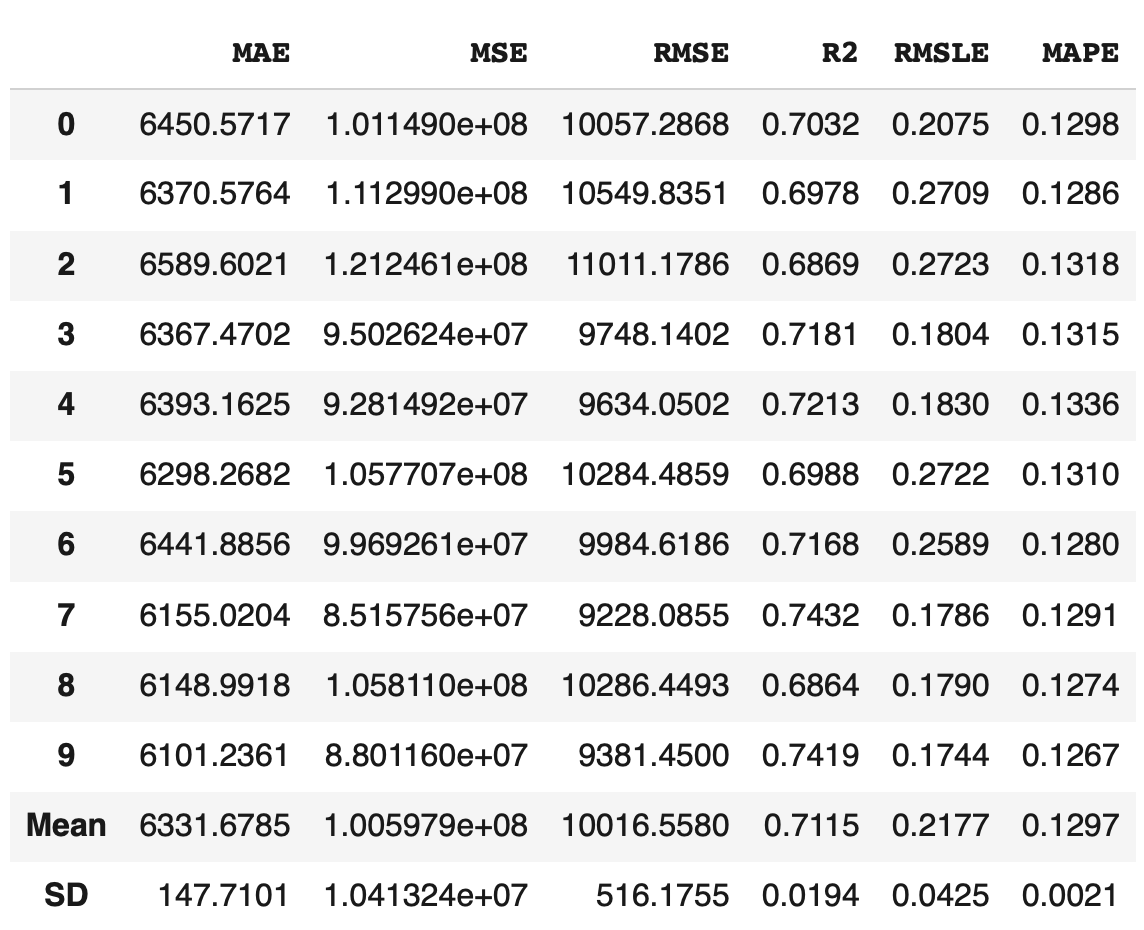 MAE MSE RMSE R2 RMSLE MAPE
0 6450.5717 1.011490e+08 10057.2868 0.7032 0.2075 0.1298
1 6370.5764 1.112990e+08 10549.8351 0.6978 0.2709 0.1286
2 6589.6021 1.212461e+08 11011.1786 0.6869 0.2723 0.1318
3 6367.4702 9.502624e+07 9748.1402 0.7181 0.1804 0.1315
4 6393.1625 9.281492e+07 9634.0502 0.7213 0.1830 0.1336
5 6298.2682 1.057707e+08 10284.4859 0.6988 0.2722 0.1310
6 6441.8856 9.969261e+07 9984.6186 0.7168 0.2589 0.1280
7 6155.0204 8.515756e+07 9228.0855 0.7432 0.1786 0.1291
8 6148.9918 1.058110e+08 10286.4493 0.6864 0.1790 0.1274
9 6101.2361 8.801160e+07 9381.4500 0.7419 0.1744 0.1267
Mean 6331.6785 1.005979e+08 10016.5580 0.7115 0.2177 0.1297
SD 147.7101 1.041324e+07 516.1755 0.0194 0.0425 0.0021